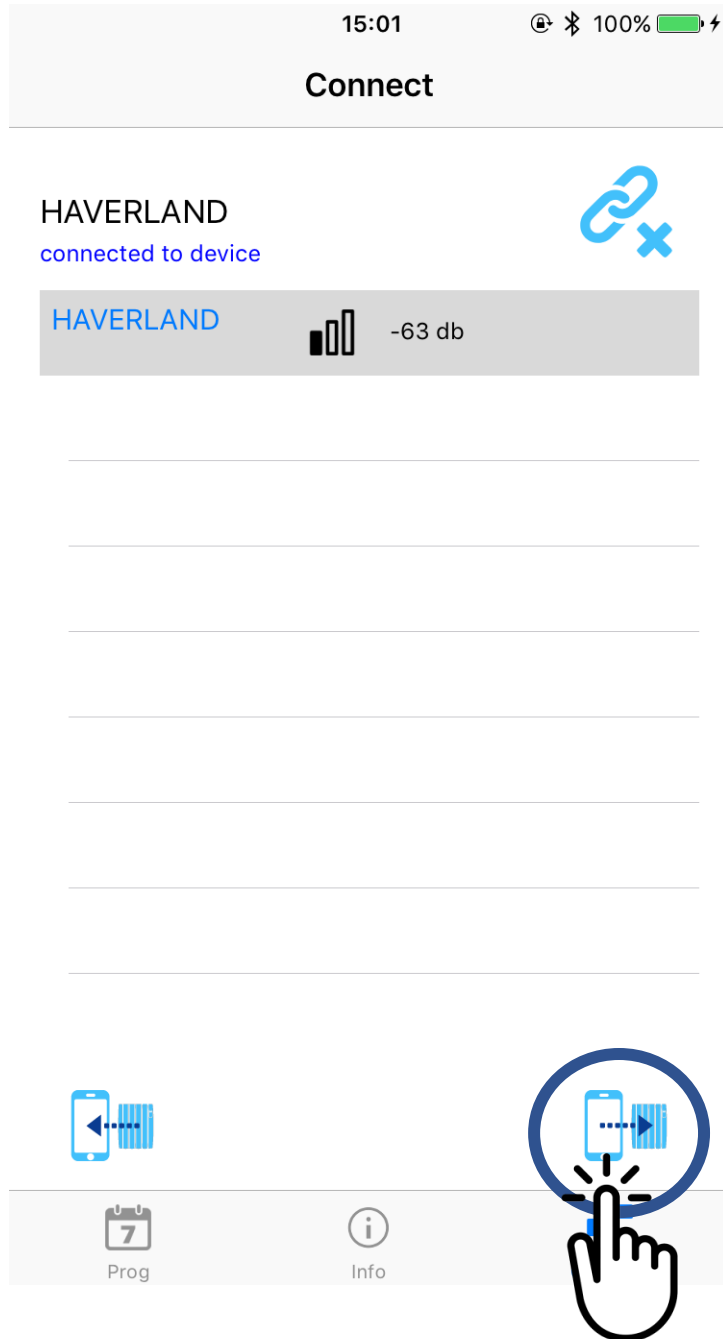 15:01 100%
Connect
HAVERLAND
connected to device
HAVERLAND -63 db
7
Prog Info